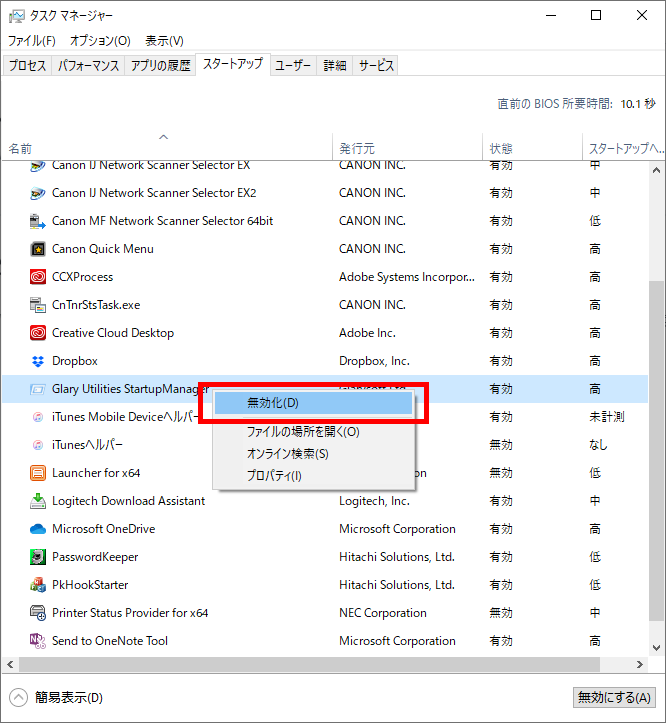 タスク マネージャー
ファイル(F) オプション(O) 表示(V)
プロセス パフォーマンス アプリの履歴 スタートアップ ユーザー 詳細 サービス
直前の BIOS 所要時間: 10.1 秒
名前 発行元 状態 スタートアップへ...
Canon IJ Network Scanner Selector EX CANON INC. 有効 中
Canon IJ Network Scanner Selector EX2 CANON INC. 有効 中
Canon MF Network Scanner Selector 64bit CANON INC. 有効 低
Canon Quick Menu CANON INC. 有効 高
CCXProcess Adobe Systems Incorpor... 有効 高
CnTnrStsTask.exe CANON INC. 有効 低
Creative Cloud Desktop Adobe Inc. 有効 高
Dropbox Dropbox, Inc. 有効 高
Glary Utilities StartupManager Glarysoft Ltd 有効 高
無効化(D)
iTunes Mobile Deviceヘルパー 有効 未計測
ファイルの場所を開く(O)
iTunesヘルパー 無効 なし
オンライン検索(S)
Launcher for x64 無効 低
プロパティ(I)
Logitech Download Assistant Logitech, Inc. 有効 中
Microsoft OneDrive Microsoft Corporation 有効 高
PasswordKeeper Hitachi Solutions, Ltd. 有効 低
PkHookStarter Hitachi Solutions, Ltd. 有効 低
Printer Status Provider for x64 NEC Corporation 無効 中
Send to OneNote Tool Microsoft Corporation 有効 高
簡易表示(D) 無効にする(A)